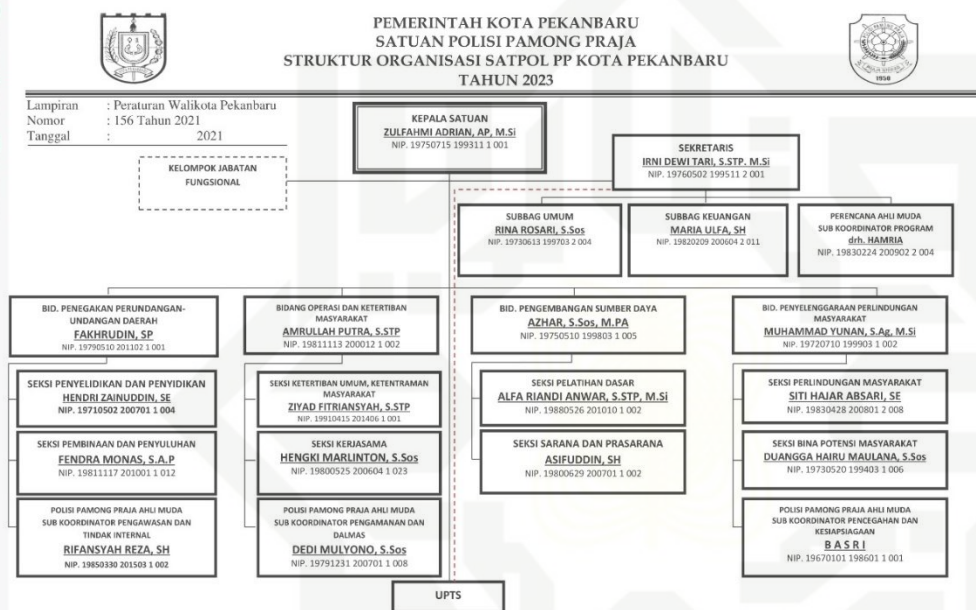 PEMERINTAH KOTA PEKANBARU
SATUAN POLISI PAMONG PRAJA
STRUKTUR ORGANISASI SATPOL PP KOTA PEKANBARU
TAHUN 2023
1956
Lampiran : Peraturan Walikota Pekanbaru
Nomor : 156 Tahun 2021
Tanggal : 2021
KEPALA SATUAN
ZULFAHMI ADRIAN, AP, M.Si
NIP. 19750715 199311 1 001
SEKRETARIS
IRNI DEWI TARI, S.STP. M.Si
NIP. 19760502 199511 2 001
KELOMPOK JABATAN
FUNGSIONAL
SUBBAG UMUM
RINA ROSARI, S.Sos
NIP. 19730613 199703 2 004
SUBBAG KEUANGAN
MARIA ULFA, SH
NIP. 19820209 200604 2 011
PERENCANA AHLI MUDA
SUB KOORDINATOR PROGRAM
drh. HAMRIA
NIP. 19830224 200902 2 004
BID. PENEGAKAN PERUNDANGAN-
UNDANGAN DAERAH
FAKHRUDIN, SP
NIP. 19790510 201102 1 001
BIDANG OPERASI DAN KETERTIBAN
MASYARAKAT
AMRULLAH PUTRA, S.STP
NIP. 19811113 200012 1 002
BID. PENGEMBANGAN SUMBER DAYA
AZHAR, S.Sos, M.PA
NIP. 19750510 199803 1 005
BID. PENYELENGGARAAN PERLINDUNGAN
MASYARAKAT
MUHAMMAD YUNAN, S.Ag, M.Si
NIP. 19720710 199903 1 002
SEKSI PENYELIDIKAN DAN PENYIDIKAN
HENDRI ZAINUDDIN, SE
NIP. 19710502 200701 1 004
SEKSI KETERTIBAN UMUM, KETENTRAMAN
MASYARAKAT
ZIYAD FITRIANSYAH, S.STP
NIP. 19910415 201406 1 001
SEKSI PELATIHAN DASAR
ALFA RIANDI ANWAR, S.STP, M.Si
NIP. 19880526 201010 1 002
SEKSI PERLINDUNGAN MASYARAKAT
SITI HAJAR ABSARI, SE
NIP. 19830428 200801 2 008
SEKSI PEMBINAAN DAN PENYULUHAN
FENDRA MONAS, S.A.P
NIP. 19811117 201001 1 012
SEKSI KERJASAMA
HENGKI MARLINTON, S.Sos
NIP. 19800525 200604 1 023
SEKSI SARANA DAN PRASARANA
ASIFUDDIN, SH
NIP. 19800629 200701 1 002
SEKSI BINA POTENSI MASYARAKAT
DUANGGA HAIRU MAULANA, S.Sos
NIP. 19730520 199403 1 006
POLISI PAMONG PRAJA AHLI MUDA
SUB KOORDINATOR PENGAWASAN DAN
TINDAK INTERNAL
RIFANSYAH REZA, SH
NIP. 19850330 201503 1 002
POLISI PAMONG PRAJA AHLI MUDA
SUB KOORDINATOR PENGAMANAN DAN
DALMAS
DEDI MULYONO, S.Sos
NIP. 19791231 200701 1 008
POLISI PAMONG PRAJA AHLI MUDA
SUB KOORDINATOR PENCEGAHAN DAN
KESIAPSIAGAAN
B A S R I
NIP. 19670101 198601 1 001
UPTS